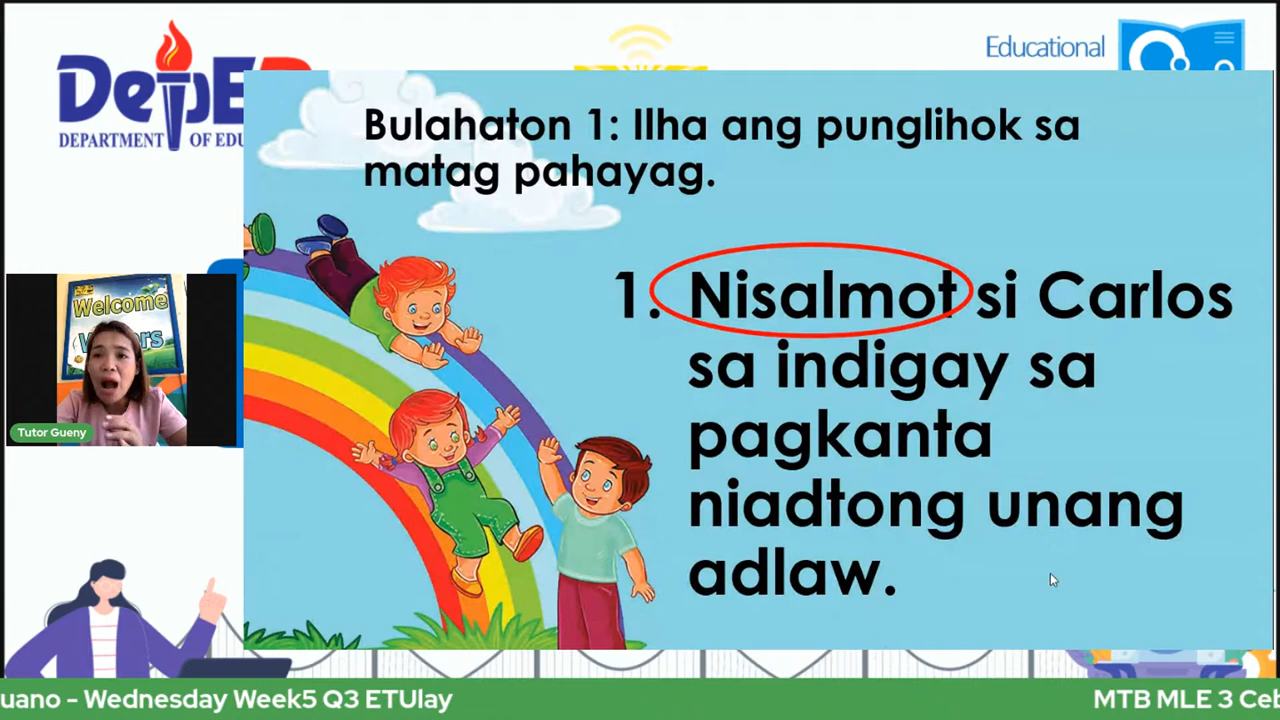 DepE
DEPARTMENT OF EDU
Educational
Bulahaton 1: Ilha ang punglihok sa
matag pahayag.
1. Nisalmot si Carlos
sa indigay sa
pagkanta
niadtong unang
adlaw.
Welcome
Tutor Gueny
uano - Wednesday Week5 Q3 ETUlay
MTB MLE 3 Ceb